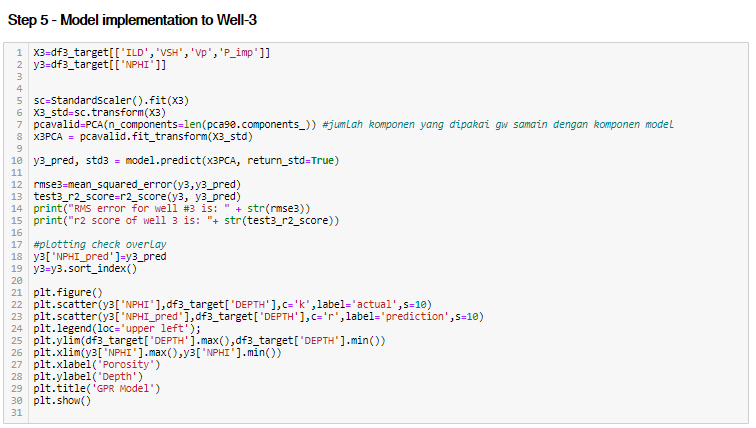 Step 5 - Model implementation to Well-3
1 X3=df3_target[['ILD','VSH','Vp','P_imp']]
2 y3=df3_target[['NPHI']]
3
4
5 sc=StandardScaler().fit(X3)
6 X3_std=sc.transform(X3)
7 pcavalid=PCA(n_components=len(pca90.components_)) #jumlah komponen yang dipakai gw samain dengan komponen model
8 x3PCA = pcavalid.fit_transform(X3_std)
9
10 y3_pred, std3 = model.predict(x3PCA, return_std=True)
11
12 rmse3=mean_squared_error(y3,y3_pred)
13 test3_r2_score=r2_score(y3, y3_pred)
14 print("RMS error for well #3 is: " + str(rmse3))
15 print("r2 score of well 3 is: "+ str(test3_r2_score))
16
17 #plotting check overlay
18 y3['NPHI_pred']=y3_pred
19 y3=y3.sort_index()
20
21 plt.figure()
22 plt.scatter(y3['NPHI'],df3_target['DEPTH'],c='k',label='actual',s=10)
23 plt.scatter(y3['NPHI_pred'],df3_target['DEPTH'],c='r',label='prediction',s=10)
24 plt.legend(loc='upper left');
25 plt.ylim(df3_target['DEPTH'].max(),df3_target['DEPTH'].min())
26 plt.xlim(y3['NPHI'].max(),y3['NPHI'].min())
27 plt.xlabel('Porosity')
28 plt.ylabel('Depth')
29 plt.title('GPR Model')
30 plt.show()
31